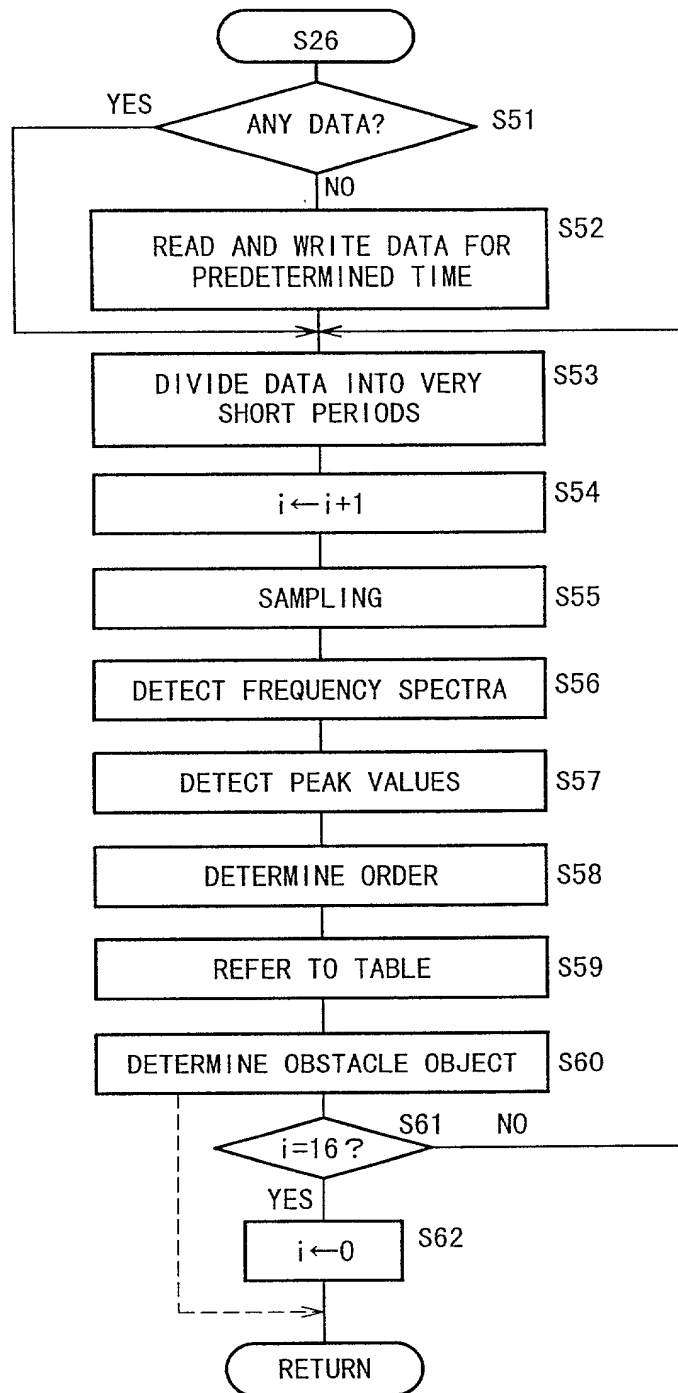 S26
YES
ANY DATA?
S51
NO
READ AND WRITE DATA FOR
PREDETERMINED TIME
S52
DIVIDE DATA INTO VERY
SHORT PERIODS
S53
i←i+1
S54
SAMPLING
S55
DETECT FREQUENCY SPECTRA
S56
DETECT PEAK VALUES
S57
DETERMINE ORDER
S58
REFER TO TABLE
S59
DETERMINE OBSTACLE OBJECT
S60
S61
NO
i=16?
YES
i←0
S62
RETURN